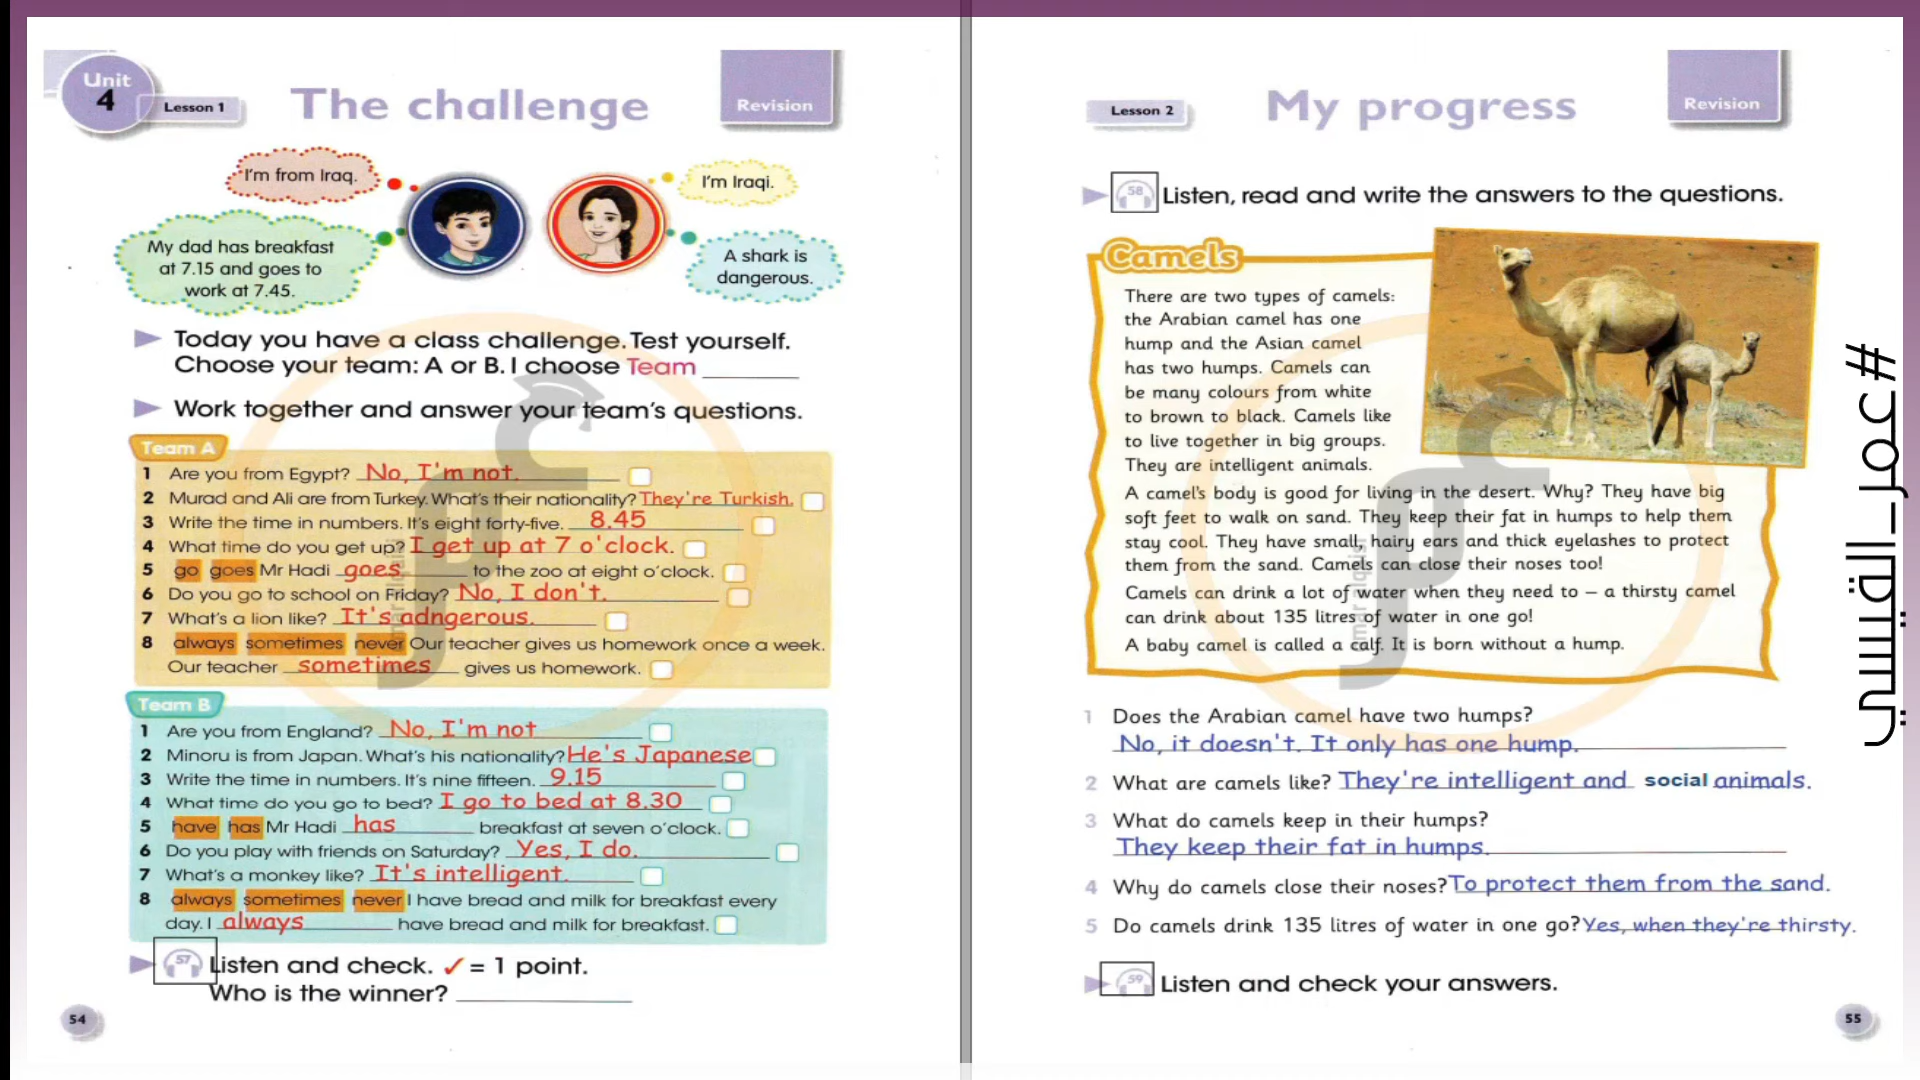 Unit
4
Lesson 1
The challenge
Revision
I'm from Iraq.
I'm Iraqi.
My dad has breakfast
at 7.15 and goes to
work at 7.45.
A shark is
dangerous.
Today you have a class challenge. Test yourself.
Choose your team: A or B. I choose Team
Work together and answer your team's questions.
Team A
1 Are you from Egypt? No, I'm not.
2 Murad and Ali are from Turkey. What's their nationality? They're Turkish.
3 Write the time in numbers. It's eight forty-five. 8.45
4 What time do you get up? I get up at 7 o'clock.
5 go goes Mr Hadi goes to the zoo at eight o'clock.
6 Do you go to school on Friday? No, I don't.
7 What's a lion like? It's adngerous.
8 always sometimes never Our teacher gives us homework once a week.
Our teacher sometimes gives us homework.
Team B
1 Are you from England? No, I'm not
2 Minoru is from Japan. What's his nationality? He's Japanese
3 Write the time in numbers. It's nine fifteen. 9.15
4 What time do you go to bed? I go to bed at 8.30
5 have has Mr Hadi has breakfast at seven o'clock.
6 Do you play with friends on Saturday? Yes, I do.
7 What's a monkey like? It's intelligent.
8 always sometimes never I have bread and milk for breakfast every
day. I always have bread and milk for breakfast.
57 Listen and check. ✓ = 1 point.
Who is the winner?
54
Lesson 2
My progress
Revision
58 Listen, read and write the answers to the questions.
Camels
There are two types of camels:
the Arabian camel has one
hump and the Asian camel
has two humps. Camels can
be many colours from white
to brown to black. Camels like
to live together in big groups.
They are intelligent animals.
A camel's body is good for living in the desert. Why? They have big
soft feet to walk on sand. They keep their fat in humps to help them
stay cool. They have small, hairy ears and thick eyelashes to protect
them from the sand. Camels can close their noses too!
Camels can drink a lot of water when they need to – a thirsty camel
can drink about 135 litres of water in one go!
A baby camel is called a calf. It is born without a hump.
1 Does the Arabian camel have two humps?
No, it doesn't. It only has one hump.
2 What are camels like? They're intelligent and social animals.
3 What do camels keep in their humps?
They keep their fat in humps.
4 Why do camels close their noses? To protect them from the sand.
5 Do camels drink 135 litres of water in one go? Yes, when they're thirsty.
59 Listen and check your answers.
55
#عمر_القيسي